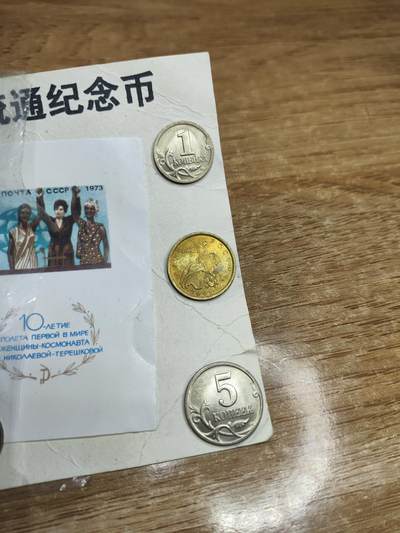 流通纪念币
1
КОПЕЙКА
ПОЧТА СССР 1973
10-ЛЕТИЕ
ПОЛЕТА ПЕРВОЙ В МИРЕ
ЖЕНЩИНЫ-КОСМОНАВТА
НИКОЛАЕВОЙ-ТЕРЕШКОВОЙ
5
КОПЕЕК